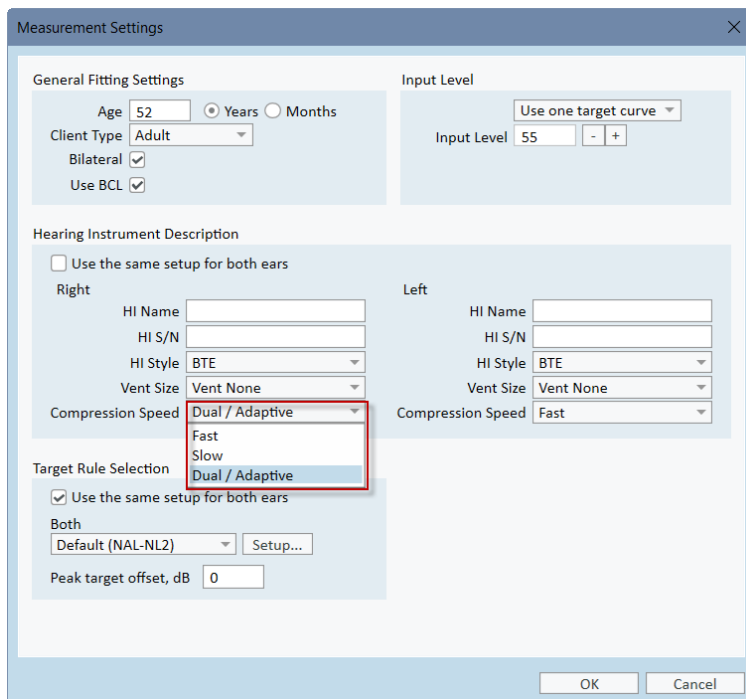 Measurement Settings
General Fitting Settings
Age 52 Years Months
Client Type Adult
Bilateral
Use BCL
Input Level
Use one target curve
Input Level 55 - +
Hearing Instrument Description
Use the same setup for both ears
Right
HI Name
HI S/N
HI Style BTE
Vent Size Vent None
Compression Speed Dual / Adaptive
Fast
Slow
Dual / Adaptive
Left
HI Name
HI S/N
HI Style BTE
Vent Size Vent None
Compression Speed Fast
Target Rule Selection
Use the same setup for both ears
Both
Default (NAL-NL2) Setup...
Peak target offset, dB 0
OK Cancel